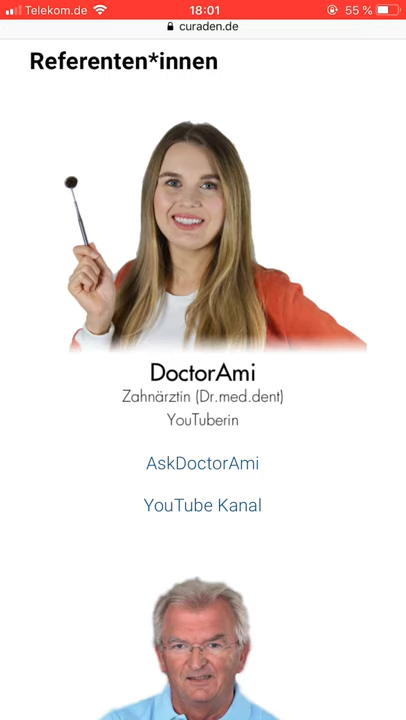 Telekom.de 18:01 55 %
curaden.de
Referenten*innen
DoctorAmi
Zahnärztin (Dr.med.dent)
YouTuberin
AskDoctorAmi
YouTube Kanal